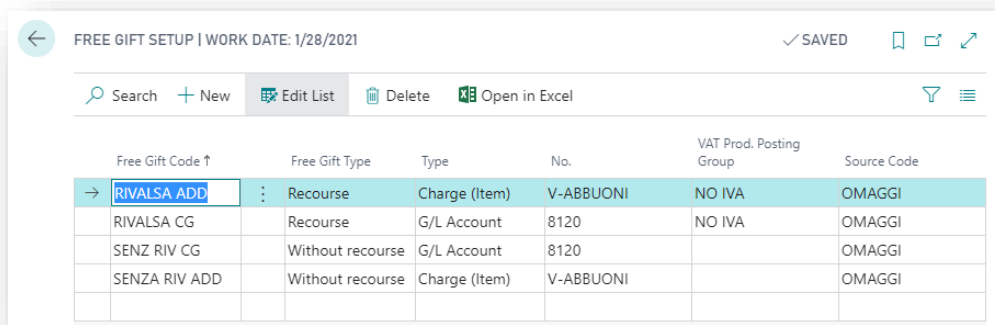 FREE GIFT SETUP | WORK DATE: 1/28/2021 ✓ SAVED
Search + New Edit List Delete Open in Excel
Free Gift Code ↑ Free Gift Type Type No. VAT Prod. Posting Group Source Code
→ RIVALSA ADD ⋮ Recourse Charge (Item) V-ABBUONI NO IVA OMAGGI
RIVALSA CG Recourse G/L Account 8120 NO IVA OMAGGI
SENZ RIV CG Without recourse G/L Account 8120 OMAGGI
SENZA RIV ADD Without recourse Charge (Item) V-ABBUONI OMAGGI